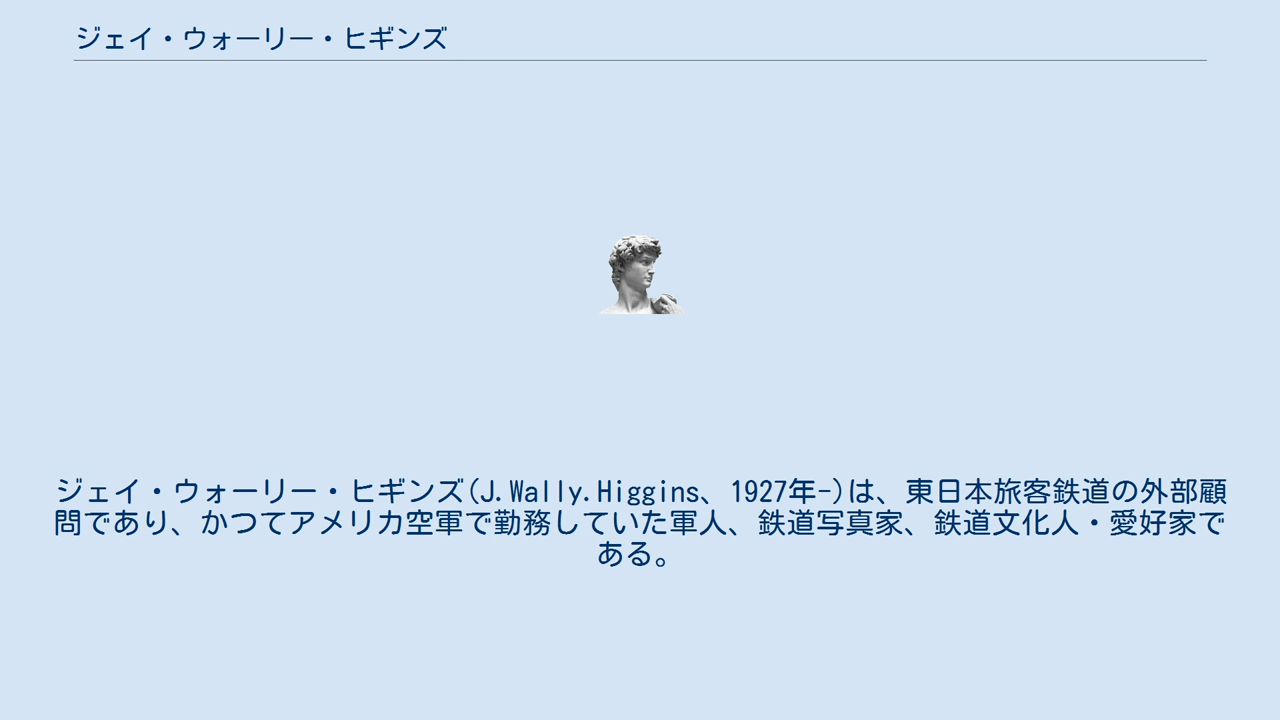 ジェイ・ウォーリー・ヒギンズ
ジェイ・ウォーリー・ヒギンズ(J.Wally.Higgins、1927年-)は、東日本旅客鉄道の外部顧
問であり、かつてアメリカ空軍で勤務していた軍人、鉄道写真家、鉄道文化人・愛好家で
ある。